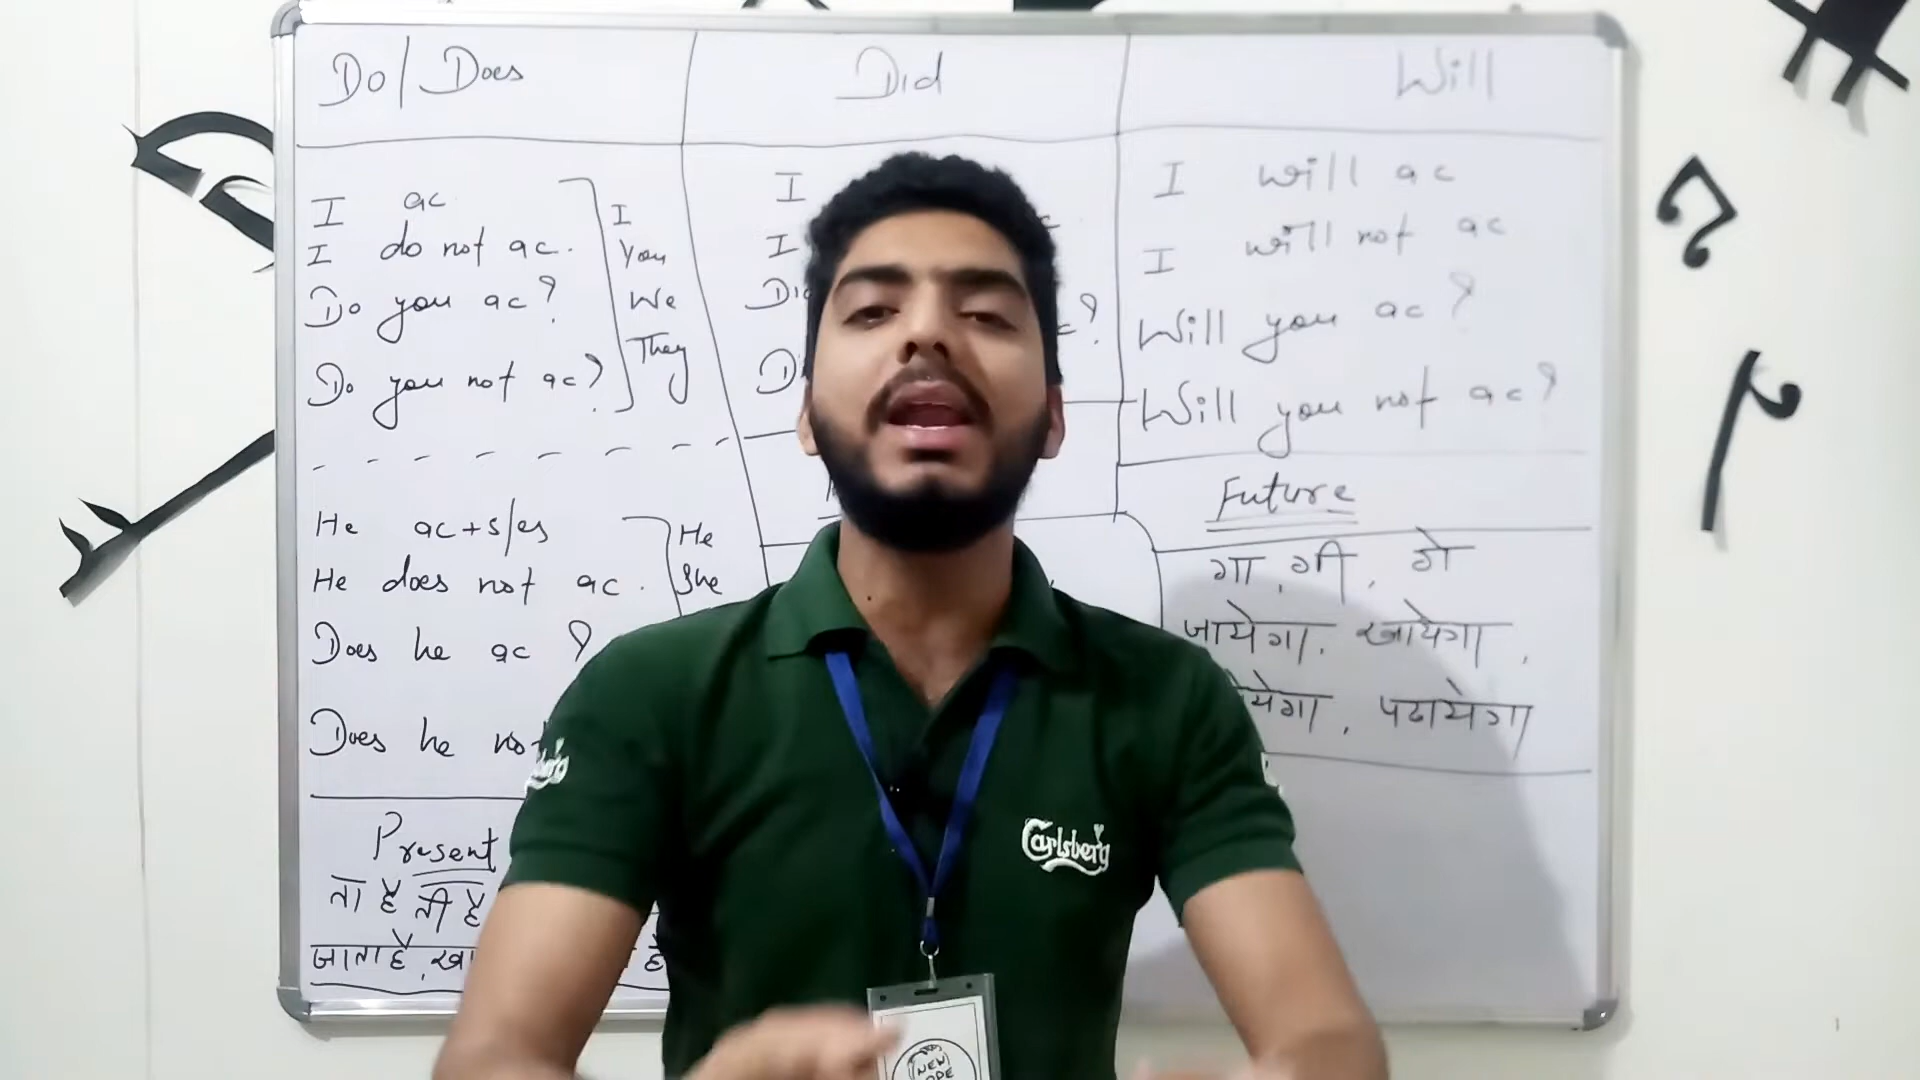 Do/Does
I ac
I do not ac.
Do you ac?
Do you not ac?
I
You
We
They
He ac+s/es
He does not ac.
Does he ac?
Does he not
He
She
Present
ता है ती है
जाता है,
है
Did
I
I
?
Will
I will ac
I will not ac
Will you ac?
Will you not ac?
Future
गा, गी, गे
जायेगा, खायेगा,
पढायेगा
Carlsberg
NEW